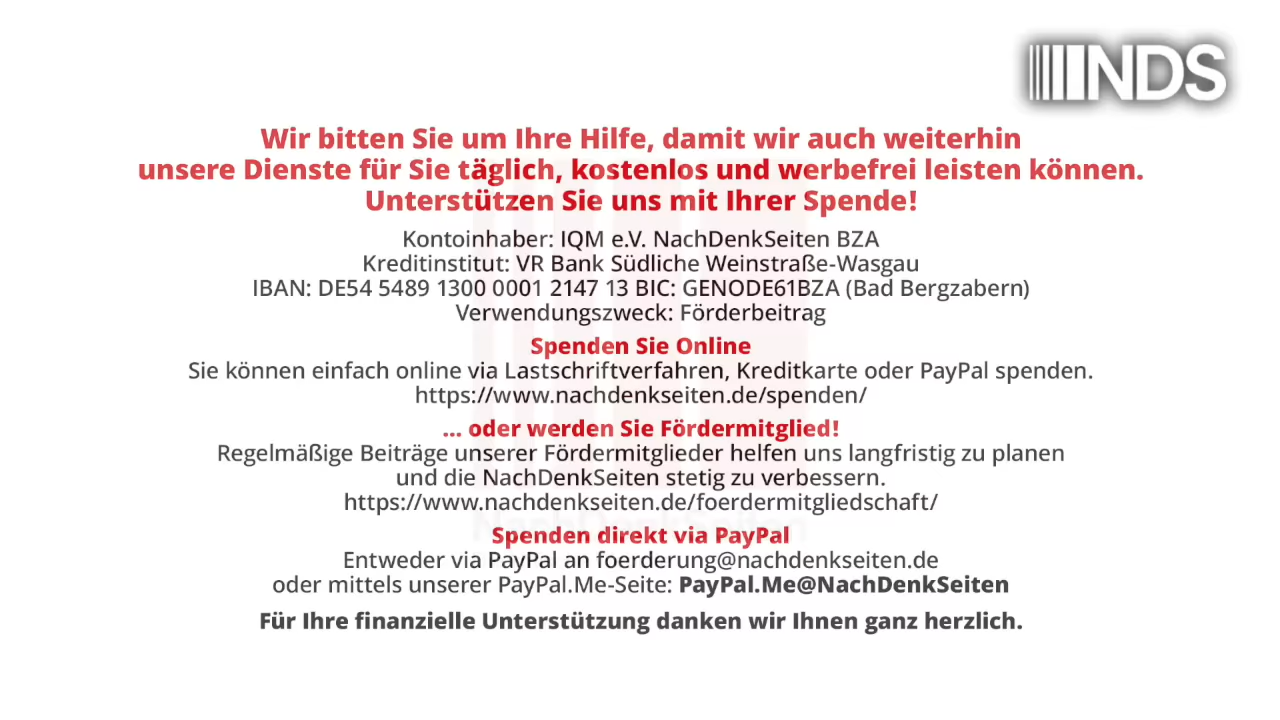 NDS
Wir bitten Sie um Ihre Hilfe, damit wir auch weiterhin
unsere Dienste für Sie täglich, kostenlos und werbefrei leisten können.
Unterstützen Sie uns mit Ihrer Spende!
Kontoinhaber: IQM e.V. NachDenkSeiten BZA
Kreditinstitut: VR Bank Südliche Weinstraße-Wasgau
IBAN: DE54 5489 1300 0001 2147 13 BIC: GENODE61BZA (Bad Bergzabern)
Verwendungszweck: Förderbeitrag
Spenden Sie Online
Sie können einfach online via Lastschriftverfahren, Kreditkarte oder PayPal spenden.
https://www.nachdenkseiten.de/spenden/
... oder werden Sie Fördermitglied!
Regelmäßige Beiträge unserer Fördermitglieder helfen uns langfristig zu planen
und die NachDenkSeiten stetig zu verbessern.
https://www.nachdenkseiten.de/foerdermitgliedschaft/
Spenden direkt via PayPal
Entweder via PayPal an foerderung@nachdenkseiten.de
oder mittels unserer PayPal.Me-Seite: PayPal.Me@NachDenkSeiten
Für Ihre finanzielle Unterstützung danken wir Ihnen ganz herzlich.